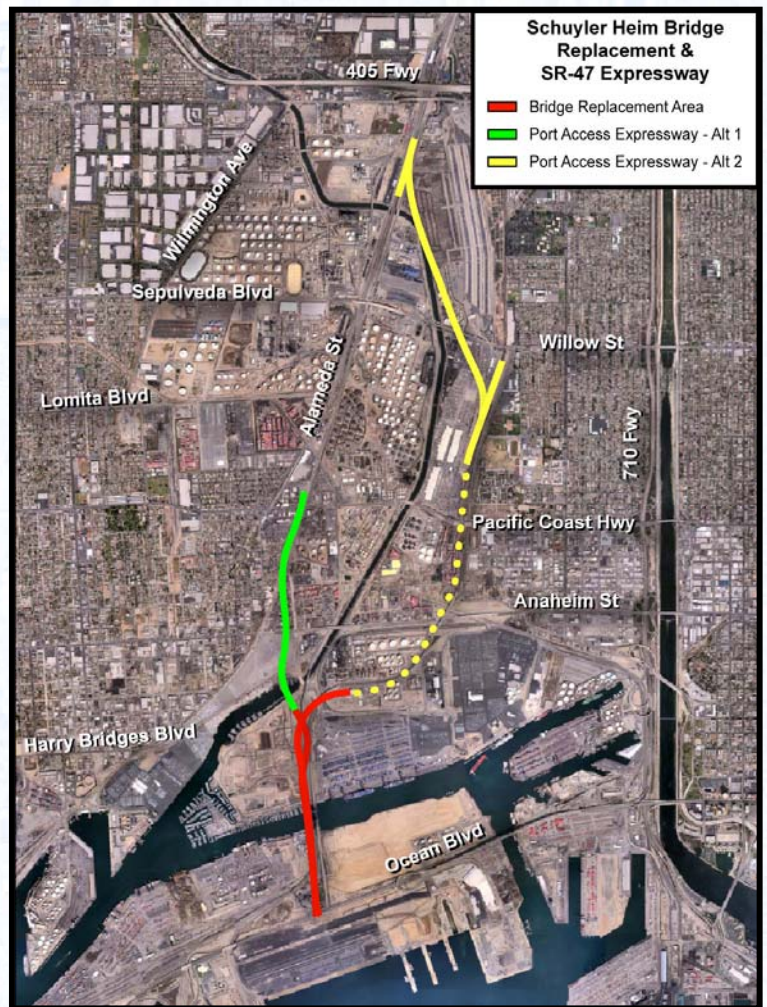 Schuyler Heim Bridge
Replacement &
SR-47 Expressway
Bridge Replacement Area
Port Access Expressway - Alt 1
Port Access Expressway - Alt 2
405 Fwy
Wilmington Ave
Sepulveda Blvd
Willow St
Alameda St
Lomita Blvd
710 Fwy
Pacific Coast Hwy
Anaheim St
Harry Bridges Blvd
Ocean Blvd